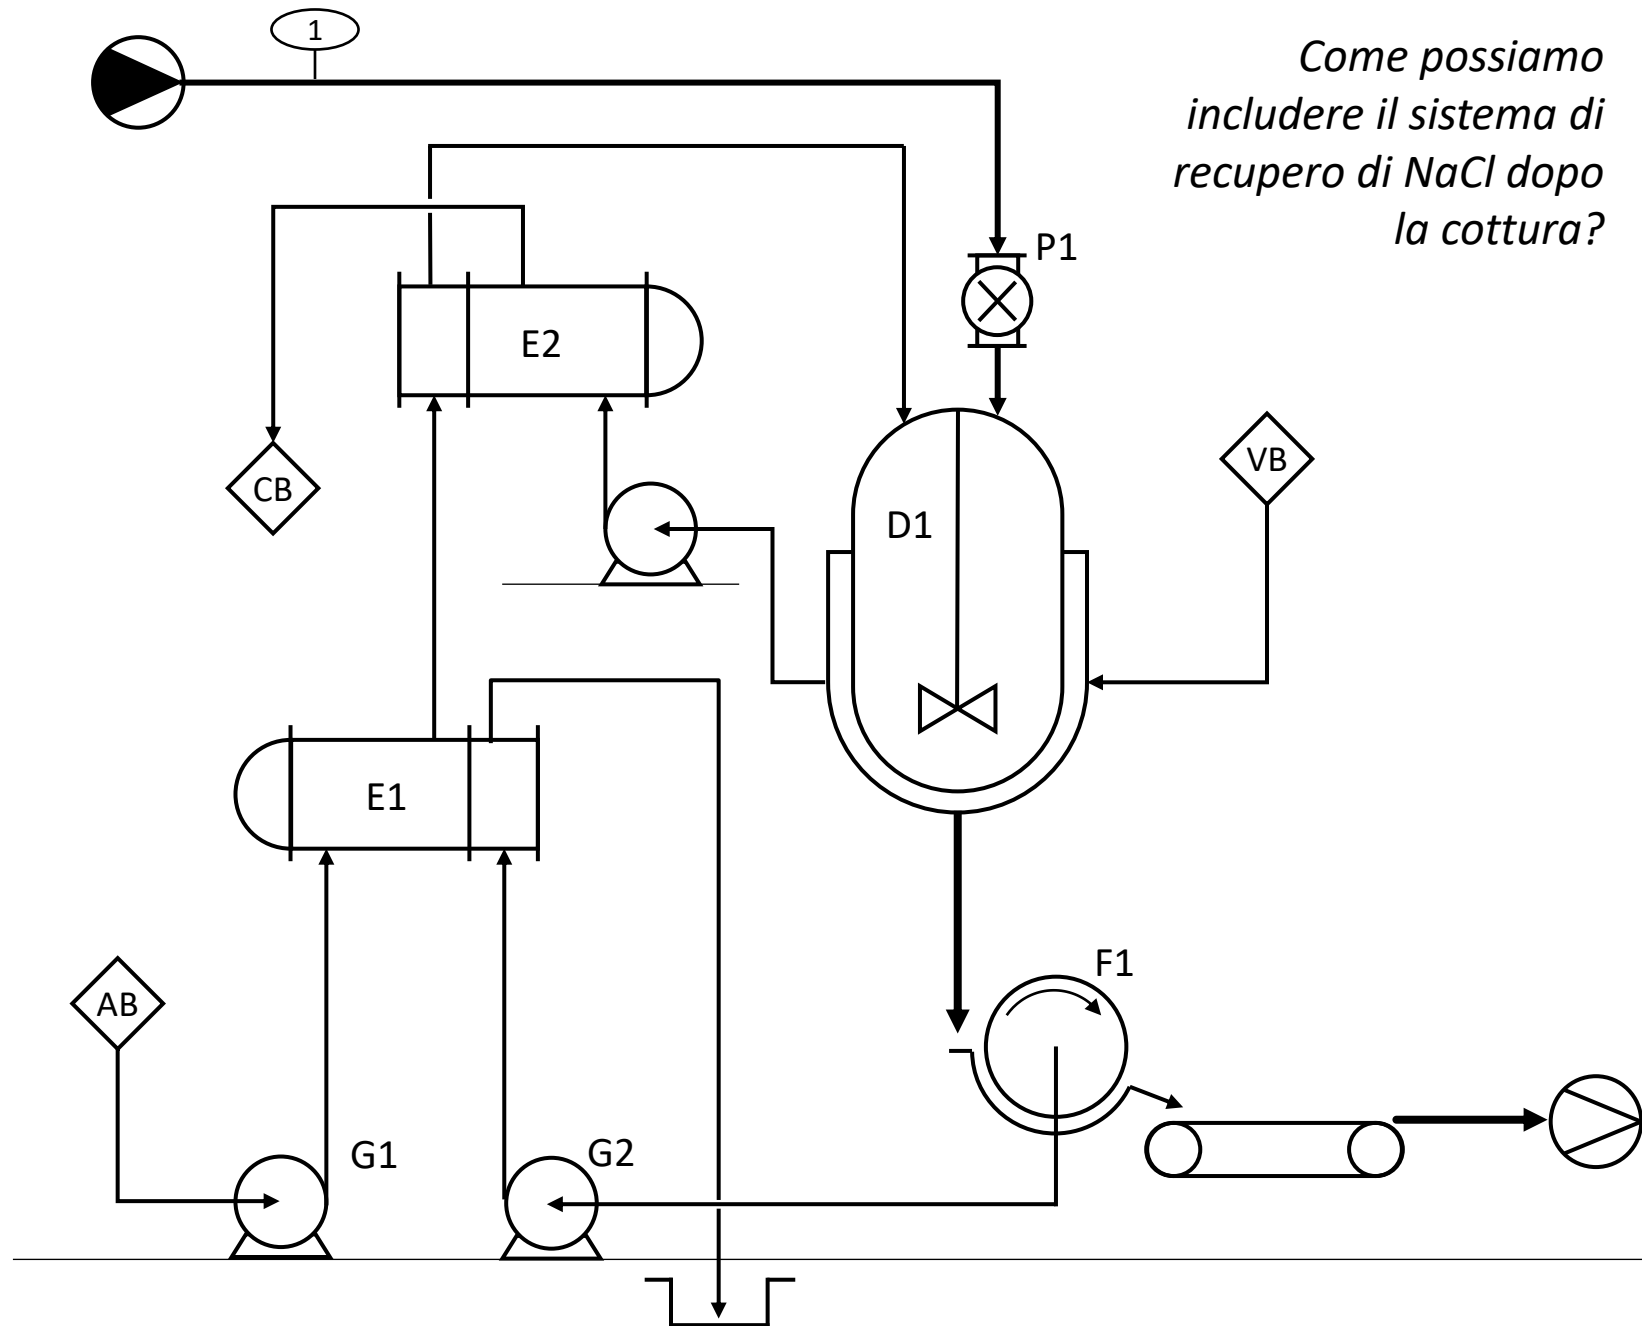 1
Come possiamo
includere il sistema di
recupero di NaCl dopo
la cottura?
P1
E2
CB
VB
D1
E1
F1
AB
G1
G2